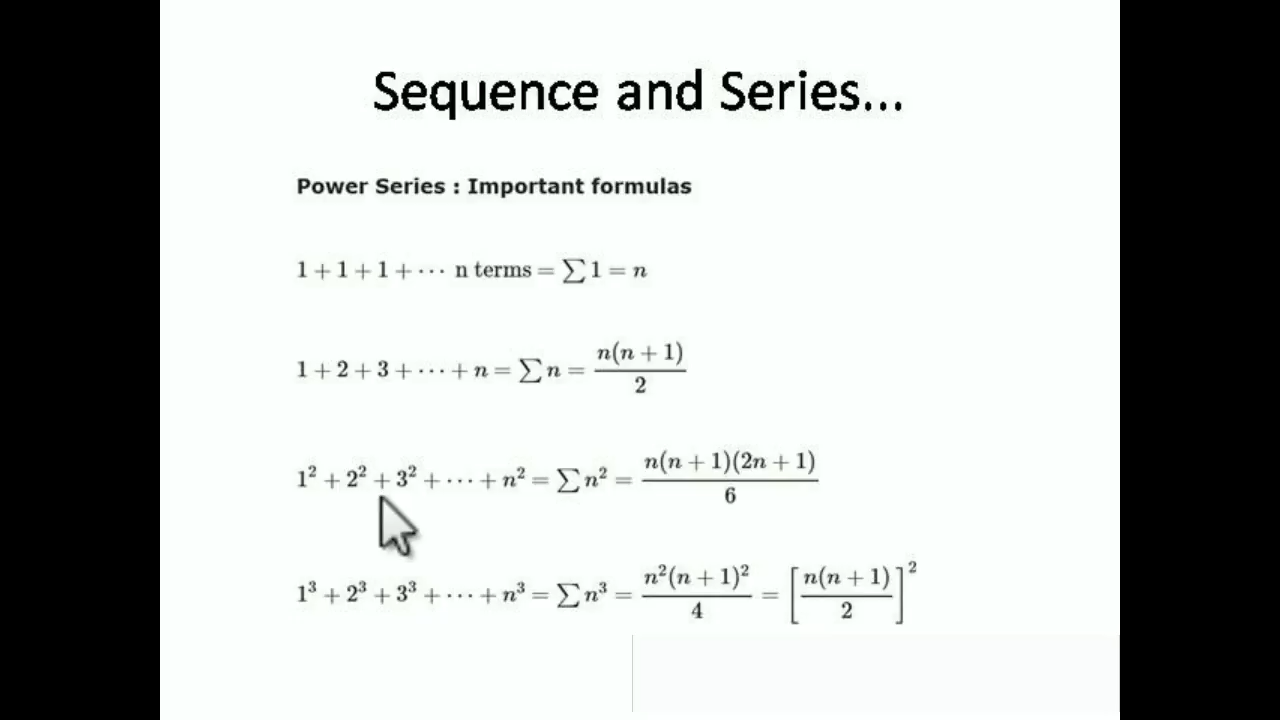 Sequence and Series...
Power Series : Important formulas
1 + 1 + 1 + ⋯ n terms = ∑ 1 = n
1 + 2 + 3 + ⋯ + n = ∑ n = n(n + 1) / 2
1² + 2² + 3² + ⋯ + n² = ∑ n² = n(n + 1)(2n + 1) / 6
1³ + 2³ + 3³ + ⋯ + n³ = ∑ n³ = n²(n + 1)² / 4 = [n(n + 1) / 2]²